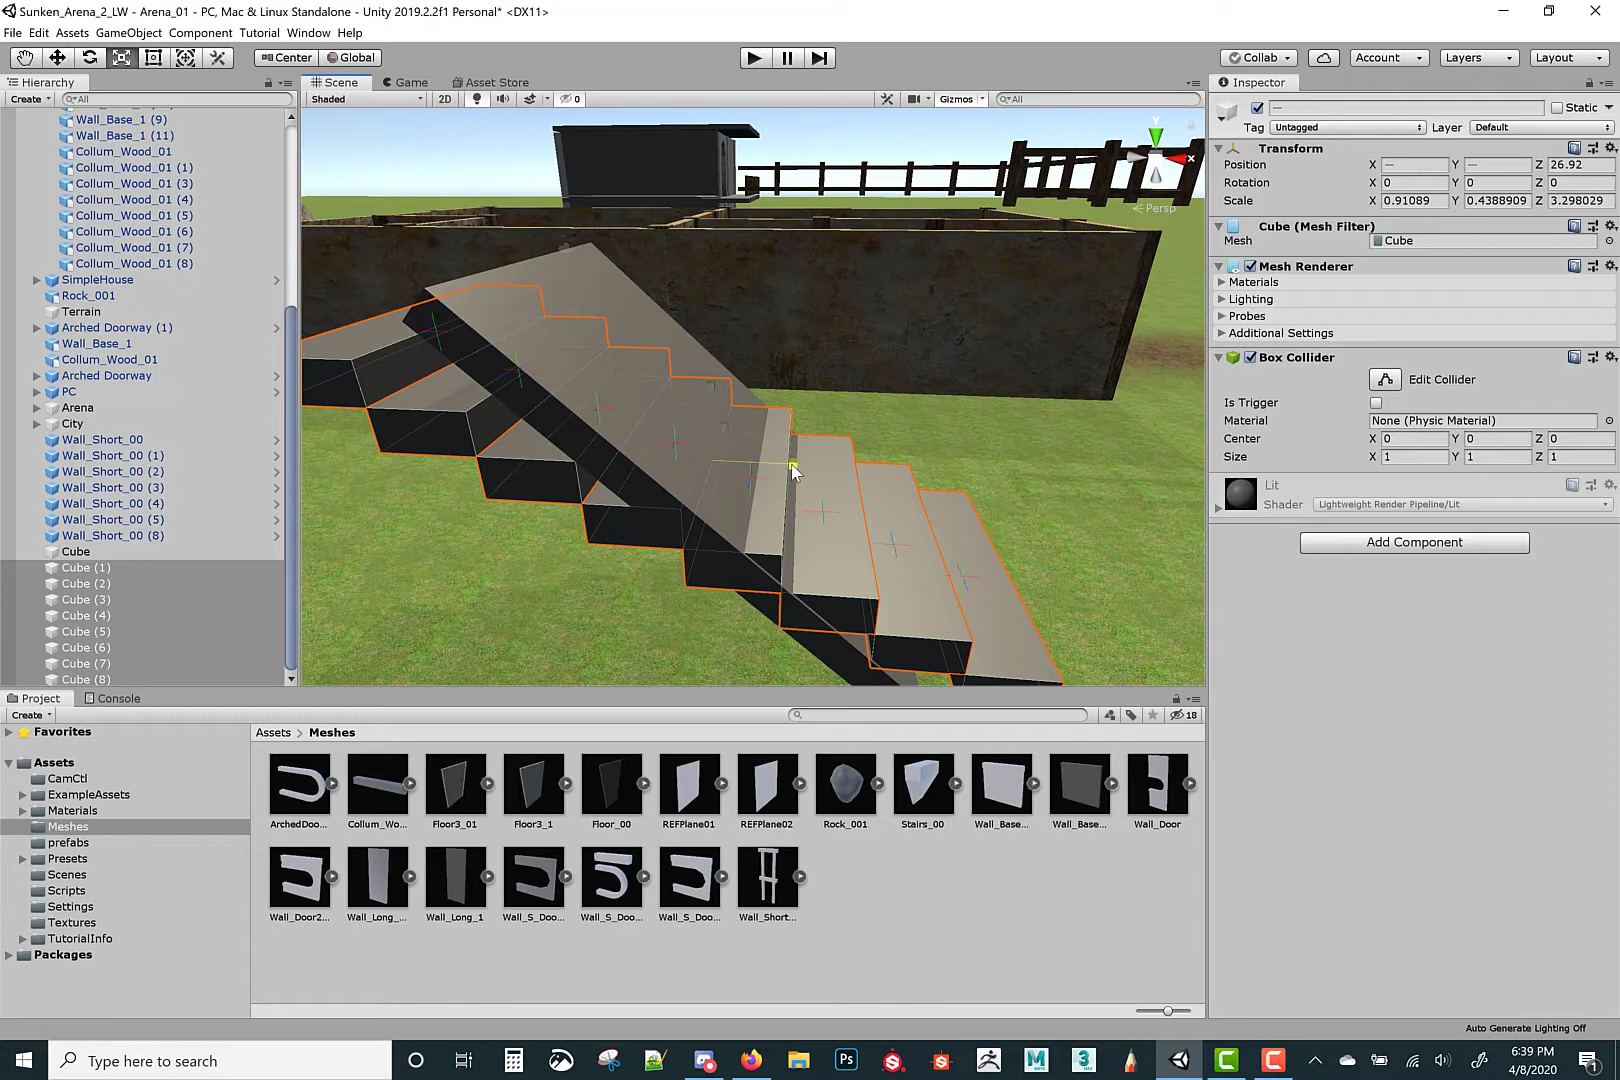 Sunken_Arena_2_LW - Arena_01 - PC, Mac & Linux Standalone - Unity 2019.2.2f1 Personal* <DX11>
File Edit Assets GameObject Component Tutorial Window Help
Center Global Collab Account Layers Layout
Hierarchy Scene Game Asset Store Inspector
Create All Shaded 2D 0 Gizmos All
Static
Tag Untagged Layer Default
Wall_Base_1 (9)
Wall_Base_1 (11)
Collum_Wood_01
Collum_Wood_01 (1)
Collum_Wood_01 (3)
Collum_Wood_01 (4)
Collum_Wood_01 (5)
Collum_Wood_01 (6)
Collum_Wood_01 (7)
Collum_Wood_01 (8)
SimpleHouse
Rock_001
Terrain
Arched Doorway (1)
Wall_Base_1
Collum_Wood_01
Arched Doorway
PC
Arena
City
Wall_Short_00
Wall_Short_00 (1)
Wall_Short_00 (2)
Wall_Short_00 (3)
Wall_Short_00 (4)
Wall_Short_00 (5)
Wall_Short_00 (8)
Cube
Cube (1)
Cube (2)
Cube (3)
Cube (4)
Cube (5)
Cube (6)
Cube (7)
Cube (8)
y
x
Persp
Transform
Position X — Y — Z 26.92
Rotation X 0 Y 0 Z 0
Scale X 0.91089 Y 0.4388909 Z 3.298029
Cube (Mesh Filter)
Mesh Cube
Mesh Renderer
Materials
Lighting
Probes
Additional Settings
Box Collider
Edit Collider
Is Trigger
Material None (Physic Material)
Center X 0 Y 0 Z 0
Size X 1 Y 1 Z 1
Lit
Shader Lightweight Render Pipeline/Lit
Add Component
Project Console
Create 18
Favorites
Assets
CamCtl
ExampleAssets
Materials
Meshes
prefabs
Presets
Scenes
Scripts
Settings
Textures
TutorialInfo
Packages
Assets > Meshes
ArchedDoo... Collum_Wo... Floor3_01 Floor3_1 Floor_00 REFPlane01 REFPlane02 Rock_001 Stairs_00 Wall_Base... Wall_Base... Wall_Door
Wall_Door2... Wall_Long_... Wall_Long_1 Wall_S_Doo... Wall_S_Doo... Wall_S_Doo... Wall_Short...
Auto Generate Lighting Off
Type here to search
Ps
M
3
6:39 PM
4/8/2020
1